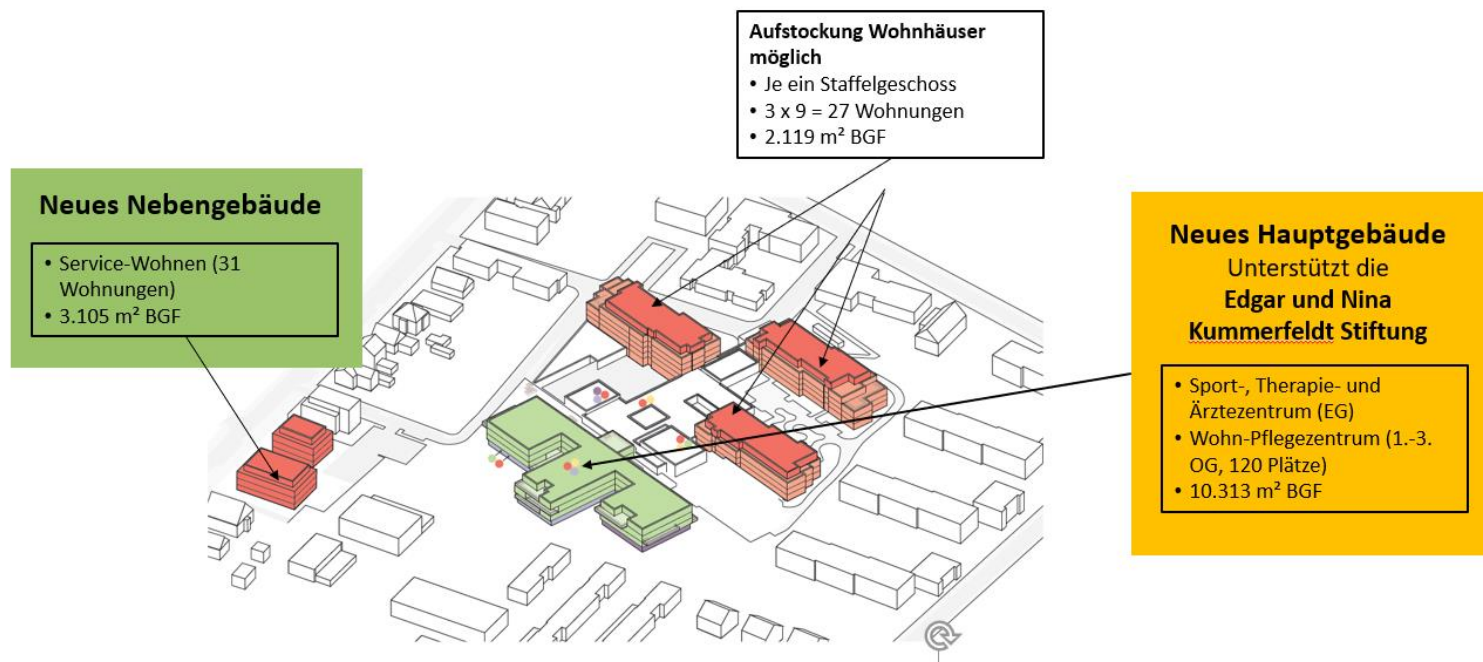 Aufstockung Wohnhäuser
möglich
• Je ein Staffelgeschoss
• 3 x 9 = 27 Wohnungen
• 2.119 m² BGF
Neues Nebengebäude
• Service-Wohnen (31
Wohnungen)
• 3.105 m² BGF
Neues Hauptgebäude
Unterstützt die
Edgar und Nina
Kummerfeldt Stiftung
• Sport-, Therapie- und
Ärztezentrum (EG)
• Wohn-Pflegezentrum (1.-3.
OG, 120 Plätze)
• 10.313 m² BGF